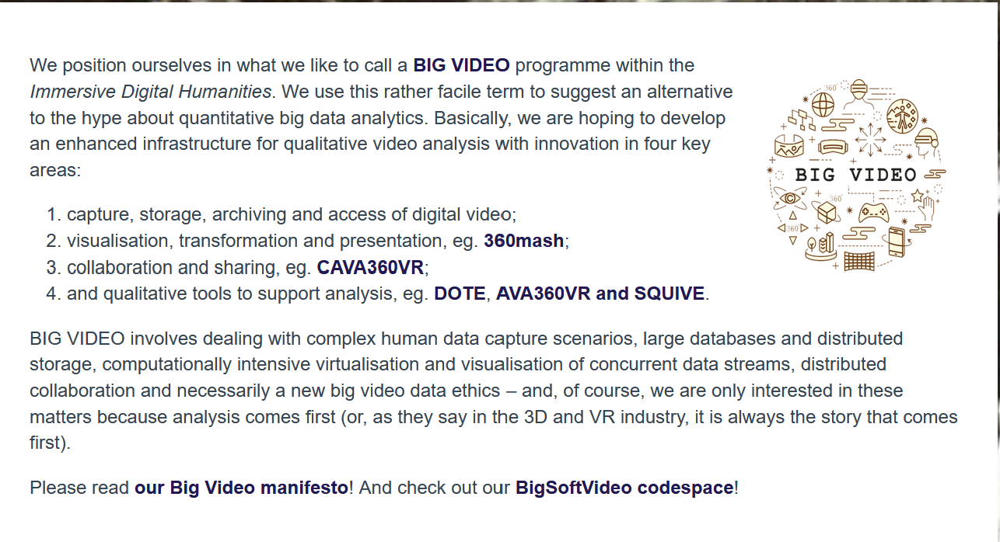 We position ourselves in what we like to call a BIG VIDEO programme within the
Immersive Digital Humanities. We use this rather facile term to suggest an alternative
to the hype about quantitative big data analytics. Basically, we are hoping to develop
an enhanced infrastructure for qualitative video analysis with innovation in four key
areas:
1. capture, storage, archiving and access of digital video;
2. visualisation, transformation and presentation, eg. 360mash;
3. collaboration and sharing, eg. CAVA360VR;
4. and qualitative tools to support analysis, eg. DOTE, AVA360VR and SQUIVE.
360°
BIG VIDEO
360°
360°
BIG VIDEO involves dealing with complex human data capture scenarios, large databases and distributed
storage, computationally intensive virtualisation and visualisation of concurrent data streams, distributed
collaboration and necessarily a new big video data ethics – and, of course, we are only interested in these
matters because analysis comes first (or, as they say in the 3D and VR industry, it is always the story that comes
first).
Please read our Big Video manifesto! And check out our BigSoftVideo codespace!